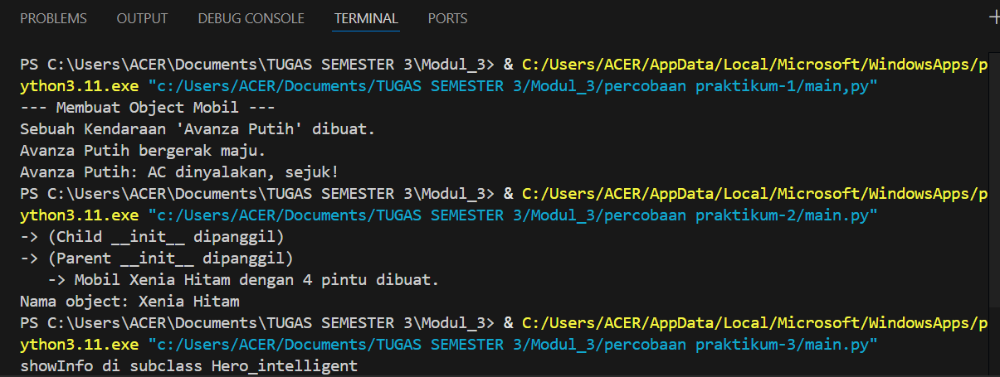 PROBLEMS OUTPUT DEBUG CONSOLE TERMINAL PORTS
PS C:\Users\ACER\Documents\TUGAS SEMESTER 3\Modul_3> & C:/Users/ACER/AppData/Local/Microsoft/WindowsApps/p
ython3.11.exe "c:/Users/ACER/Documents/TUGAS SEMESTER 3/Modul_3/percobaan praktikum-1/main,py"
--- Membuat Object Mobil ---
Sebuah Kendaraan 'Avanza Putih' dibuat.
Avanza Putih bergerak maju.
Avanza Putih: AC dinyalakan, sejuk!
PS C:\Users\ACER\Documents\TUGAS SEMESTER 3\Modul_3> & C:/Users/ACER/AppData/Local/Microsoft/WindowsApps/p
ython3.11.exe "c:/Users/ACER/Documents/TUGAS SEMESTER 3/Modul_3/percobaan praktikum-2/main.py"
-> (Child __init__ dipanggil)
-> (Parent __init__ dipanggil)
   -> Mobil Xenia Hitam dengan 4 pintu dibuat.
Nama object: Xenia Hitam
PS C:\Users\ACER\Documents\TUGAS SEMESTER 3\Modul_3> & C:/Users/ACER/AppData/Local/Microsoft/WindowsApps/p
ython3.11.exe "c:/Users/ACER/Documents/TUGAS SEMESTER 3/Modul_3/percobaan praktikum-3/main.py"
showInfo di subclass Hero_intelligent